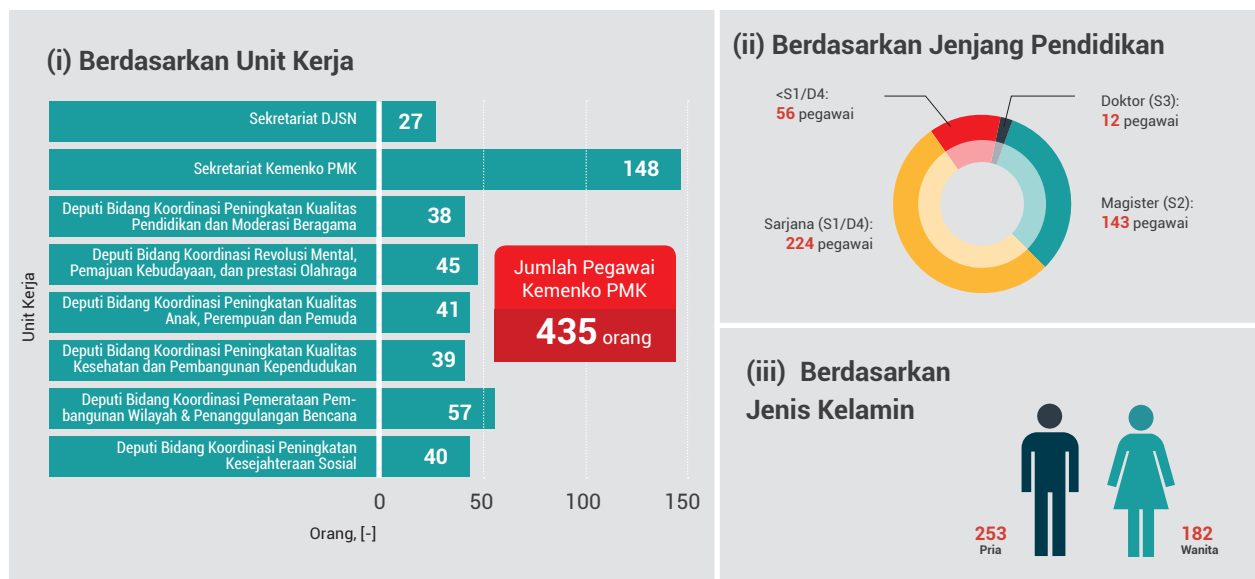 (i) Berdasarkan Unit Kerja
Unit Kerja
Sekretariat DJSN
27
Sekretariat Kemenko PMK
148
Deputi Bidang Koordinasi Peningkatan Kualitas
Pendidikan dan Moderasi Beragama
38
Deputi Bidang Koordinasi Revolusi Mental,
Pemajuan Kebudayaan, dan prestasi Olahraga
45
Deputi Bidang Koordinasi Peningkatan Kualitas
Anak, Perempuan dan Pemuda
41
Deputi Bidang Koordinasi Peningkatan Kualitas
Kesehatan dan Pembangunan Kependudukan
39
Deputi Bidang Koordinasi Pemerataan Pem-
bangunan Wilayah & Penanggulangan Bencana
57
Deputi Bidang Koordinasi Peningkatan
Kesejahteraan Sosial
40
0 50 100 150
Orang, [-]
Jumlah Pegawai
Kemenko PMK
435 orang
(ii) Berdasarkan Jenjang Pendidikan
<S1/D4:
56 pegawai
Doktor (S3):
12 pegawai
Magister (S2):
143 pegawai
Sarjana (S1/D4):
224 pegawai
(iii) Berdasarkan
Jenis Kelamin
253
Pria
182
Wanita